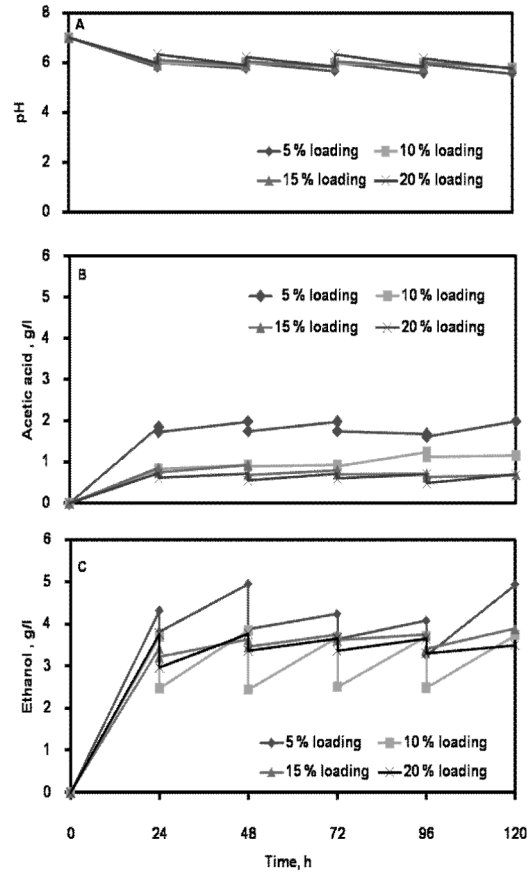 A
8
6
4
2
0
pH
5 % loading
10 % loading
15 % loading
20 % loading
B
6
5
4
3
2
1
0
Acetic acid , g/l
5 % loading
10 % loading
15 % loading
20 % loading
C
6
5
4
3
2
1
0
Ethanol , g/l
5 % loading
10 % loading
15 % loading
20 % loading
0 24 48 72 96 120
Time, h